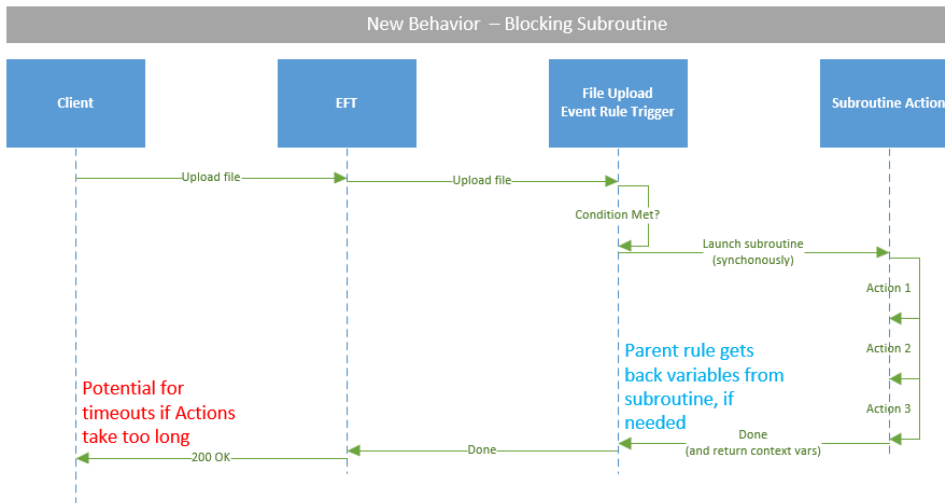 New Behavior – Blocking Subroutine
Client
EFT
File Upload
Event Rule Trigger
Subroutine Action
Upload file
Upload file
Condition Met?
Launch subroutine
(synchonously)
Action 1
Action 2
Action 3
Parent rule gets
back variables from
subroutine, if
needed
Potential for
timeouts if Actions
take too long
Done
(and return context vars)
Done
200 OK